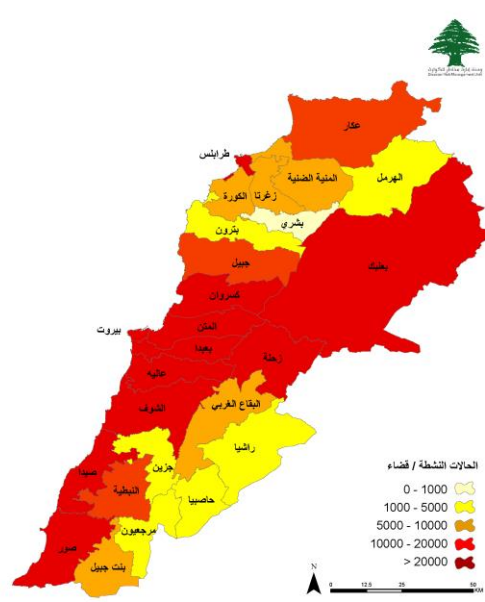 عكار
طرابلس
المنية الضنية
الهرمل
زغرتا
الكورة
بشري
بترون
جبيل
بعلبك
كسروان
المتن
بيروت
بعبدا
زحلة
عاليه
الشوف
البقاع الغربي
راشيا
جزين
صيدا
النبطية
حاصبيا
مرجعيون
صور
بنت جبيل
الحالات النشطة / قضاء
0 - 1000
1000 - 5000
5000 - 10000
10000 - 20000
> 20000
N
0 12.5 25 50
KM